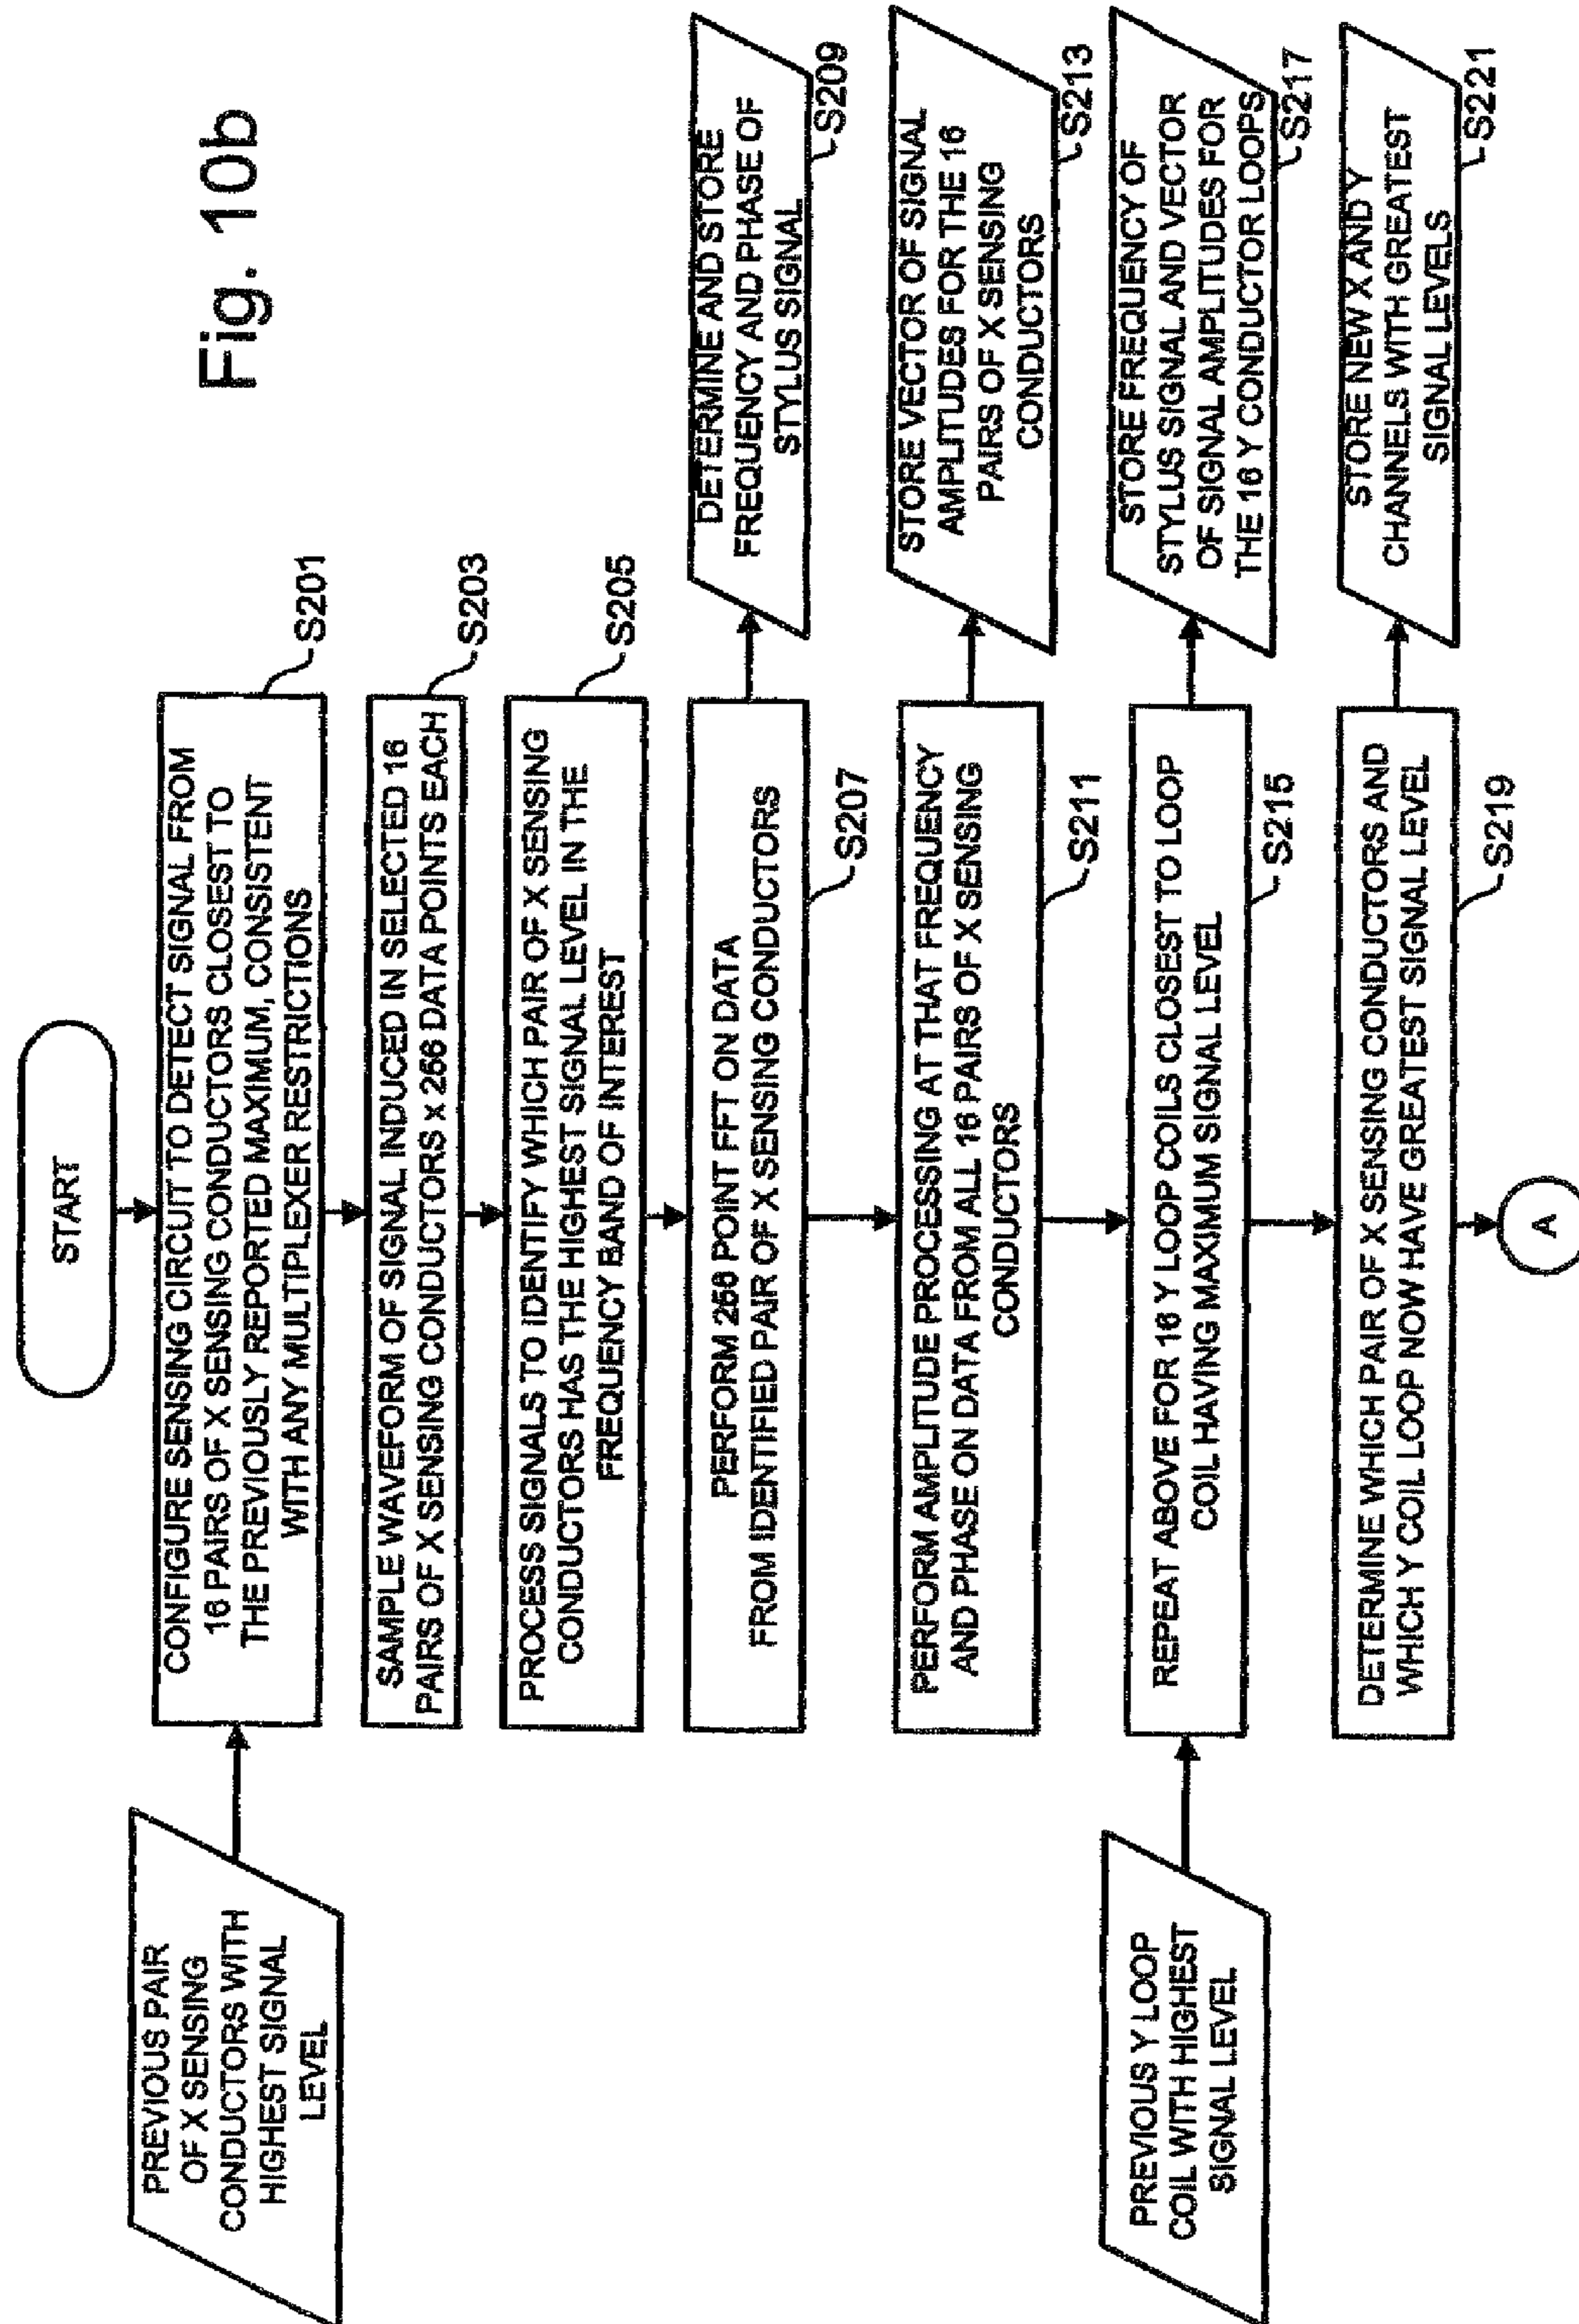 Fig. 10b
START
PREVIOUS PAIR
OF X SENSING
CONDUCTORS WITH
HIGHEST SIGNAL
LEVEL
CONFIGURE SENSING CIRCUIT TO DETECT SIGNAL FROM
16 PAIRS OF X SENSING CONDUCTORS CLOSEST TO
THE PREVIOUSLY REPORTED MAXIMUM, CONSISTENT
WITH ANY MULTIPLEXER RESTRICTIONS
S201
SAMPLE WAVEFORM OF SIGNAL INDUCED IN SELECTED 16
PAIRS OF X SENSING CONDUCTORS x 256 DATA POINTS EACH
S203
PROCESS SIGNALS TO IDENTIFY WHICH PAIR OF X SENSING
CONDUCTORS HAS THE HIGHEST SIGNAL LEVEL IN THE
FREQUENCY BAND OF INTEREST
S205
PERFORM 256 POINT FFT ON DATA
FROM IDENTIFIED PAIR OF X SENSING CONDUCTORS
S207
DETERMINE AND STORE
FREQUENCY AND PHASE OF
STYLUS SIGNAL
S209
PERFORM AMPLITUDE PROCESSING AT THAT FREQUENCY
AND PHASE ON DATA FROM ALL 16 PAIRS OF X SENSING
CONDUCTORS
S211
STORE VECTOR OF SIGNAL
AMPLITUDES FOR THE 16
PAIRS OF X SENSING
CONDUCTORS
S213
PREVIOUS Y LOOP
COIL WITH HIGHEST
SIGNAL LEVEL
REPEAT ABOVE FOR 16 Y LOOP COILS CLOSEST TO LOOP
COIL HAVING MAXIMUM SIGNAL LEVEL
S215
STORE FREQUENCY OF
STYLUS SIGNAL AND VECTOR
OF SIGNAL AMPLITUDES FOR
THE 16 Y CONDUCTOR LOOPS
S217
DETERMINE WHICH PAIR OF X SENSING CONDUCTORS AND
WHICH Y COIL LOOP NOW HAVE GREATEST SIGNAL LEVEL
S219
STORE NEW X AND Y
CHANNELS WITH GREATEST
SIGNAL LEVELS
S221
A